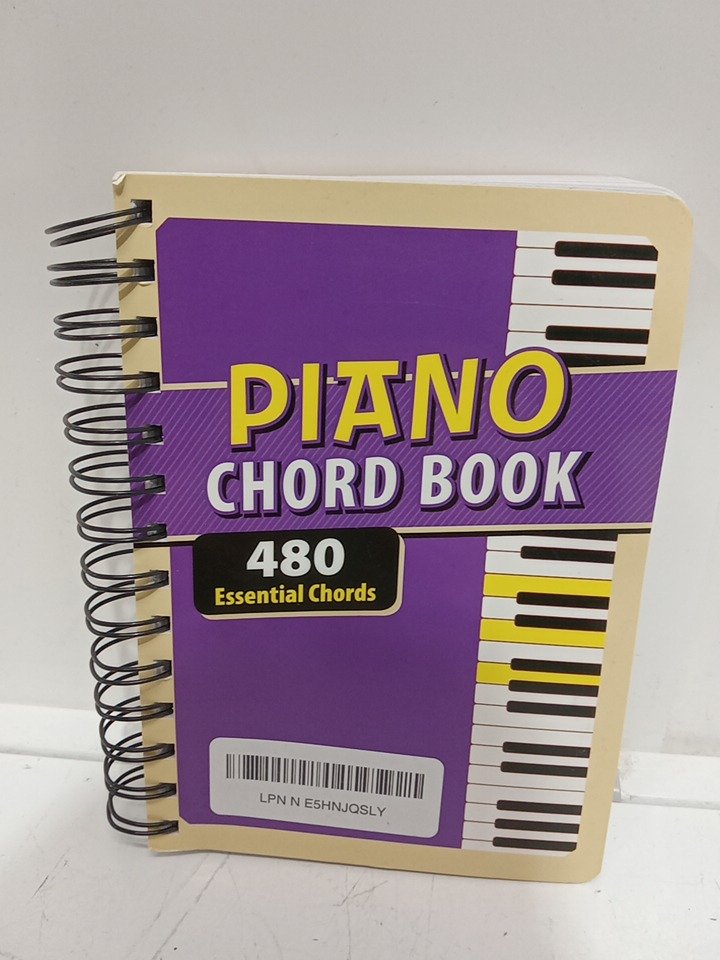 PIANO
CHORD BOOK
480
Essential Chords
LPN N E5HNJQSLY